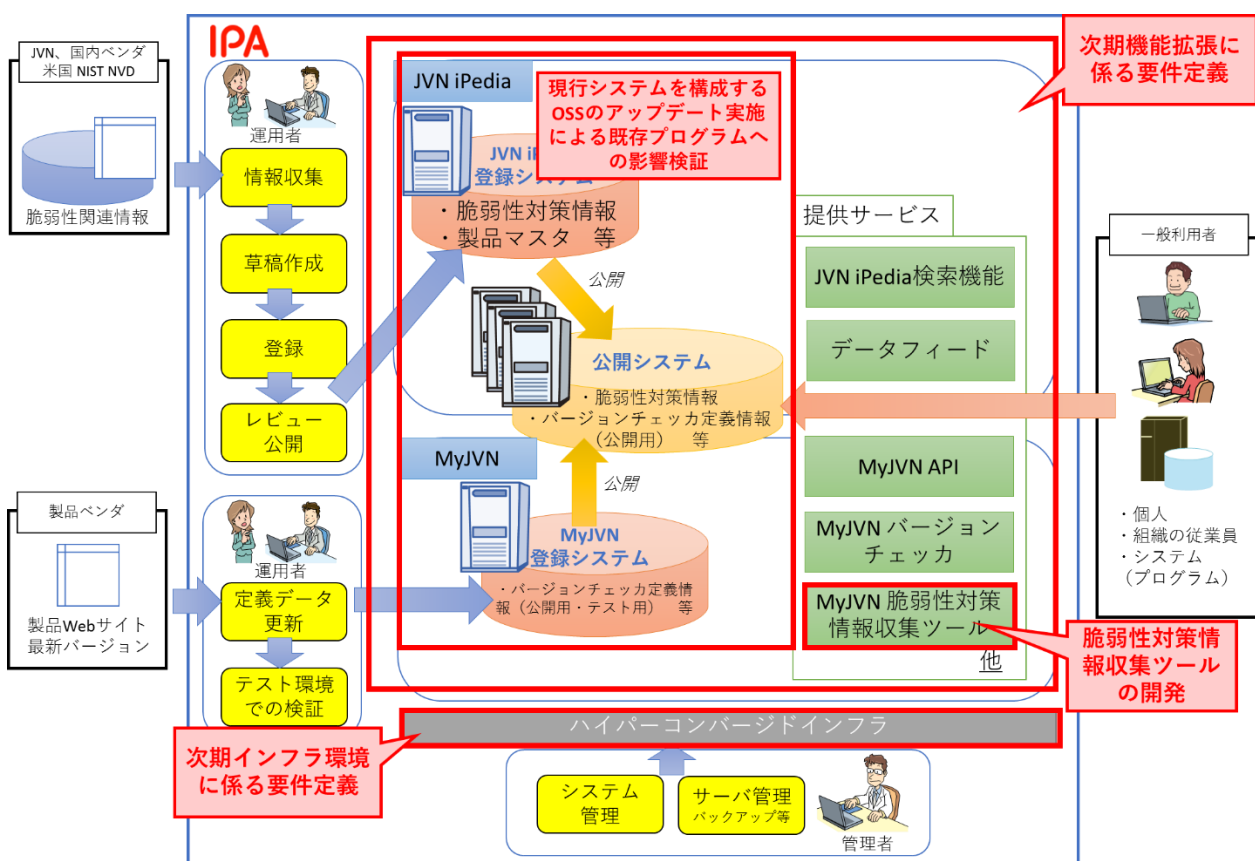 JVN、国内ベンダ
米国 NIST NVD
脆弱性関連情報
IPA
運用者
情報収集
草稿作成
登録
レビュー
公開
JVN iPedia
現行システムを構成する
OSSのアップデート実施
による既存プログラムへ
の影響検証
JVN iP
登録システム
・脆弱性対策情報
・製品マスタ 等
公開
公開システム
・脆弱性対策情報
・バージョンチェッカ定義情報
（公開用） 等
MyJVN
公開
MyJVN
登録システム
・バージョンチェッカ定義情
報（公開用・テスト用） 等
次期機能拡張に
係る要件定義
提供サービス
JVN iPedia検索機能
データフィード
MyJVN API
MyJVN バージョン
チェッカ
MyJVN 脆弱性対策
情報収集ツール
他
脆弱性対策情
報収集ツール
の開発
一般利用者
・個人
・組織の従業員
・システム
（プログラム）
製品ベンダ
製品Webサイト
最新バージョン
運用者
定義データ
更新
テスト環境
での検証
次期インフラ環境
に係る要件定義
ハイパーコンバージドインフラ
システム
管理
サーバ管理
バックアップ等
管理者